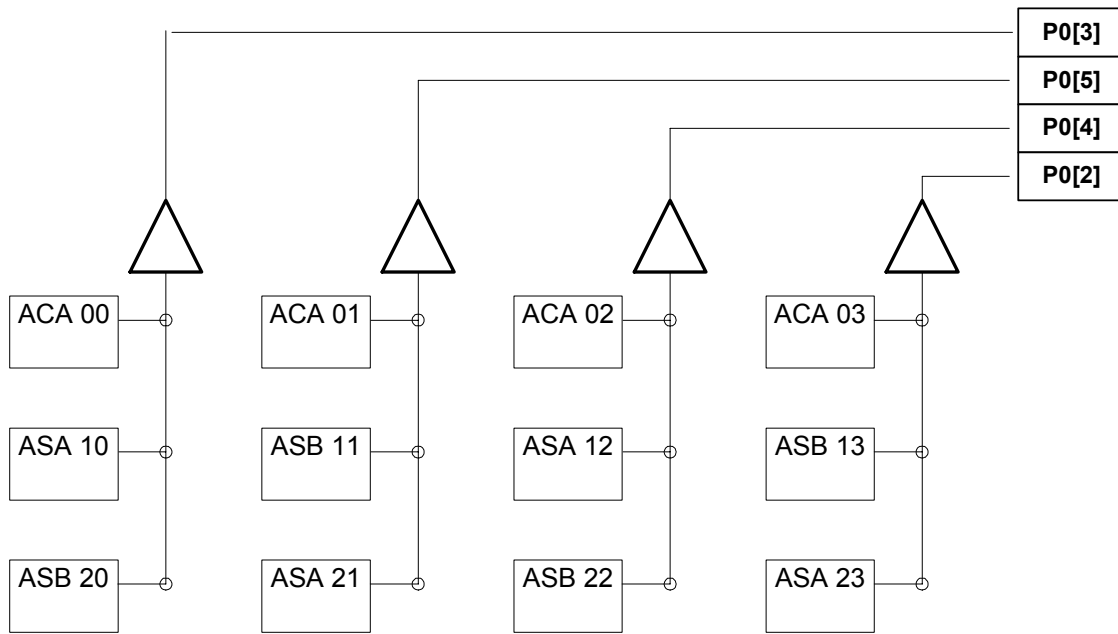 P0[3]
P0[5]
P0[4]
P0[2]
ACA 00
ACA 01
ACA 02
ACA 03
ASA 10
ASB 11
ASA 12
ASB 13
ASB 20
ASA 21
ASB 22
ASA 23